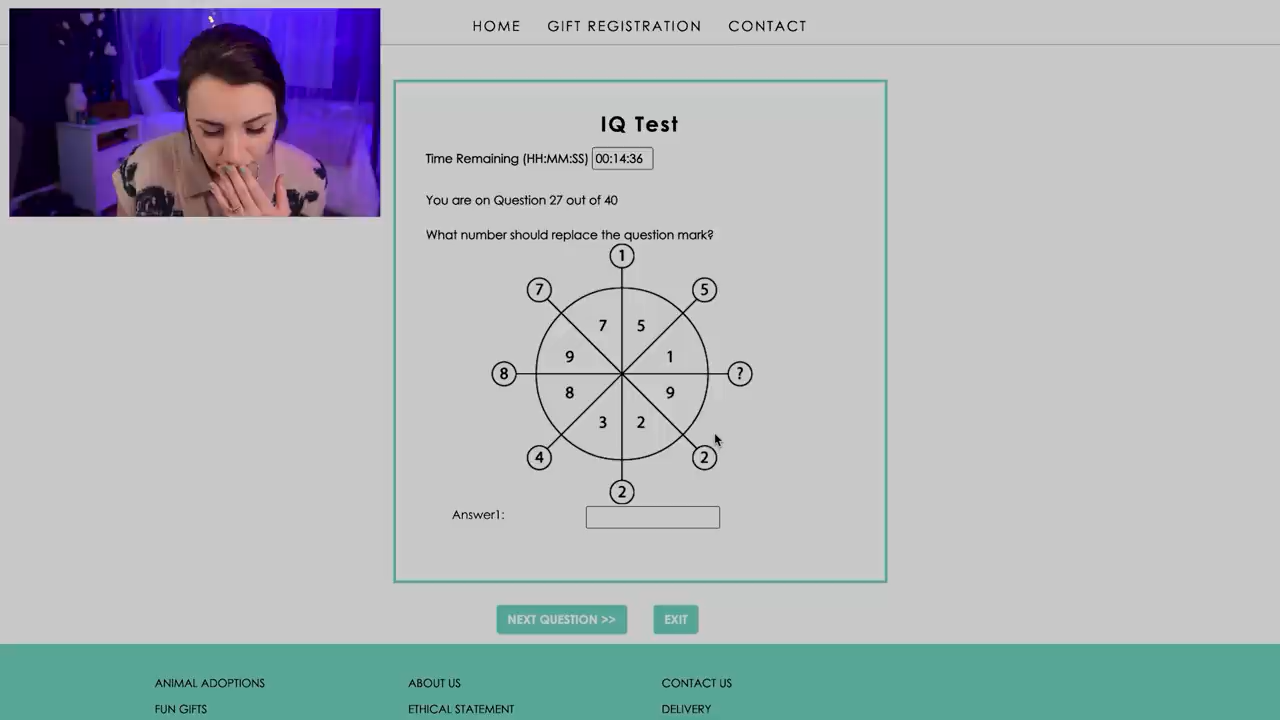 HOME GIFT REGISTRATION CONTACT
IQ Test
Time Remaining (HH:MM:SS) 00:14:36
You are on Question 27 out of 40
What number should replace the question mark?
1
7 5
7 5
9 1
8 ?
8 9
3 2
4 2
2
Answer1:
NEXT QUESTION >> EXIT
ANIMAL ADOPTIONS ABOUT US CONTACT US
FUN GIFTS ETHICAL STATEMENT DELIVERY